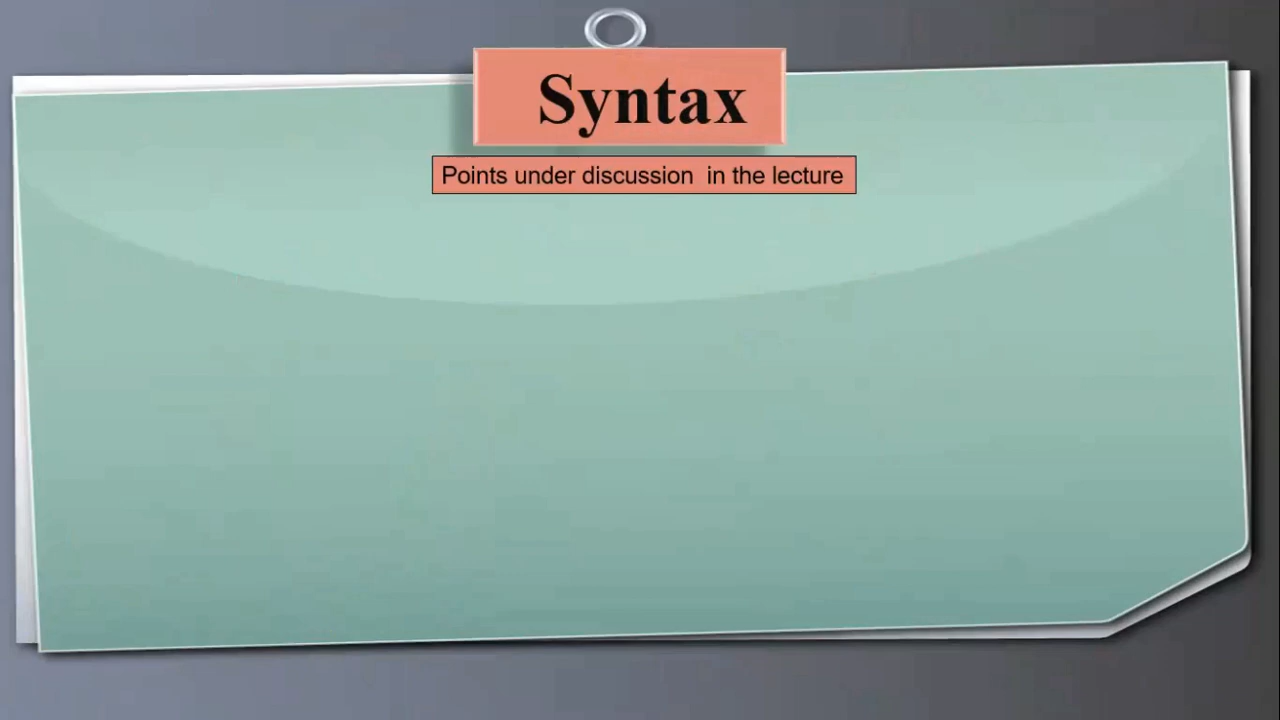 Syntax
Points under discussion  in the lecture